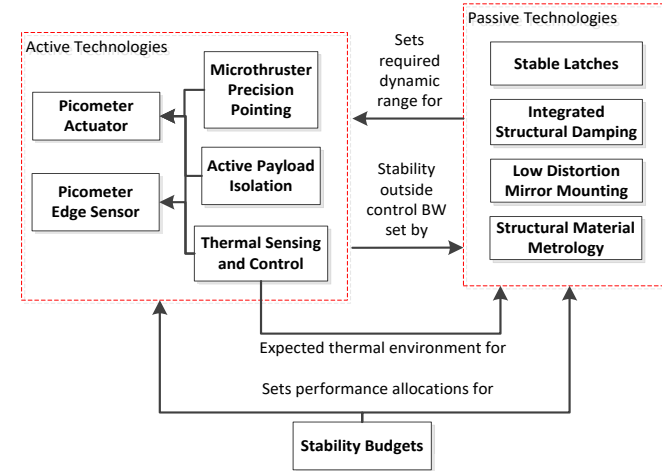 Active Technologies
Microthruster
Precision
Pointing
Picometer
Actuator
Active Payload
Isolation
Picometer
Edge Sensor
Thermal Sensing
and Control
Sets
required
dynamic
range for
Stability
outside
control BW
set by
Passive Technologies
Stable Latches
Integrated
Structural Damping
Low Distortion
Mirror Mounting
Structural Material
Metrology
Expected thermal environment for
Sets performance allocations for
Stability Budgets